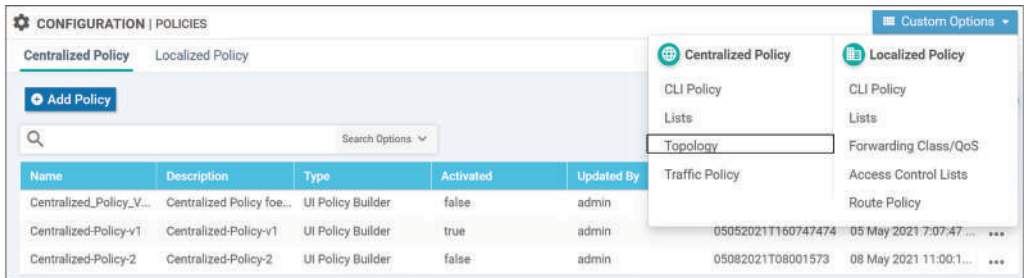 CONFIGURATION | POLICIES
Custom Options
Centralized Policy Localized Policy
Centralized Policy
CLI Policy
Lists
Topology
Traffic Policy
Localized Policy
CLI Policy
Lists
Forwarding Class/QoS
Access Control Lists
Route Policy
Add Policy
Search Options
Name Description Type Activated Updated By
Centralized_Policy_V... Centralized Policy foe... UI Policy Builder false admin
Centralized-Policy-v1 Centralized-Policy-v1 UI Policy Builder true admin 05052021T160747474 05 May 2021 7:07:47 ...
Centralized-Policy-2 Centralized-Policy-2 UI Policy Builder false admin 05082021T08001573 08 May 2021 11:00:1...